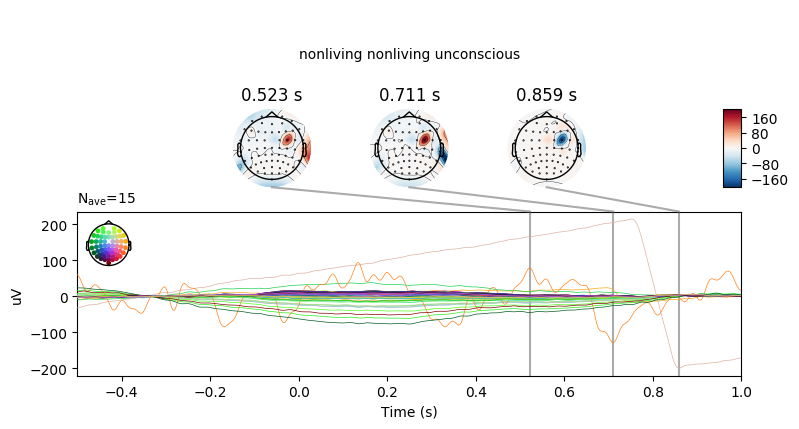 nonliving nonliving unconscious
0.523 s 0.711 s 0.859 s
160
80
0
−80
−160
Nave=15
200
100
0
−100
−200
uV
−0.4 −0.2 0.0 0.2 0.4 0.6 0.8 1.0
Time (s)